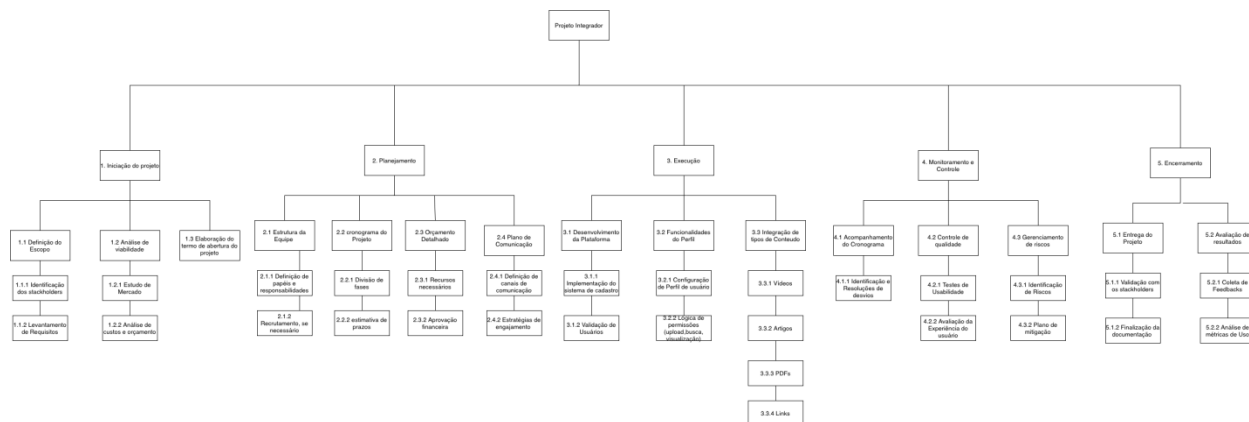 Projeto Integrador
1. Iniciação do projeto
2. Planejamento
3. Execução
4. Monitoramento e
Controle
5. Encerramento
1.1 Definição do
Escopo
1.2 Análise de
viabilidade
1.3 Elaboração do
termo de abertura do
projeto
2.1 Estrutura da
Equipe
2.2 cronograma do
Projeto
2.3 Orçamento
Detalhado
2.4 Plano de
Comunicação
3.1 Desenvolvimento
da Plataforma
3.2 Funcionalidades
do Perfil
3.3 Integração de
tipos de Conteudo
4.1 Acompanhamento
do Cronograma
4.2 Controle de
qualidade
4.3 Gerenciamento
de riscos
5.1 Entrega do
Projeto
5.2 Avaliação de
resultados
1.1.1 Identificação
dos stackholders
1.2.1 Estudo de
Mercado
2.1.1 Definição de
papéis e
responsabilidades
2.2.1 Divisão de
fases
2.3.1 Recursos
necessários
2.4.1 Definição de
canais de
comunicação
3.1.1
Implementação do
sistema de cadastro
3.2.1 Configuração
de Perfil de usuário
3.3.1 Vídeos
4.1.1 Identificação e
Resoluções de
desvios
4.2.1 Testes de
Usabilidade
4.3.1 Identificação
de Riscos
5.1.1 Validação com
os stackholders
5.2.1 Coleta de
Feedbacks
1.1.2 Levantamento
de Requisitos
1.2.2 Análise de
custos e orçamento
2.1.2
Recrutamento, se
necessário
2.2.2 estimativa de
prazos
2.3.2 Aprovação
financeira
2.4.2 Estratégias de
engajamento
3.1.2 Validação de
Usuários
3.2.2 Lógica de
permissões
(upload,busca,
visualização)
3.3.2 Artigos
4.2.2 Avaliação da
Experiência do
usuário
4.3.2 Plano de
mitigação
5.1.2 Finalização da
documentação
5.2.2 Análise de
métricas de Uso
3.3.3 PDFs
3.3.4 Links